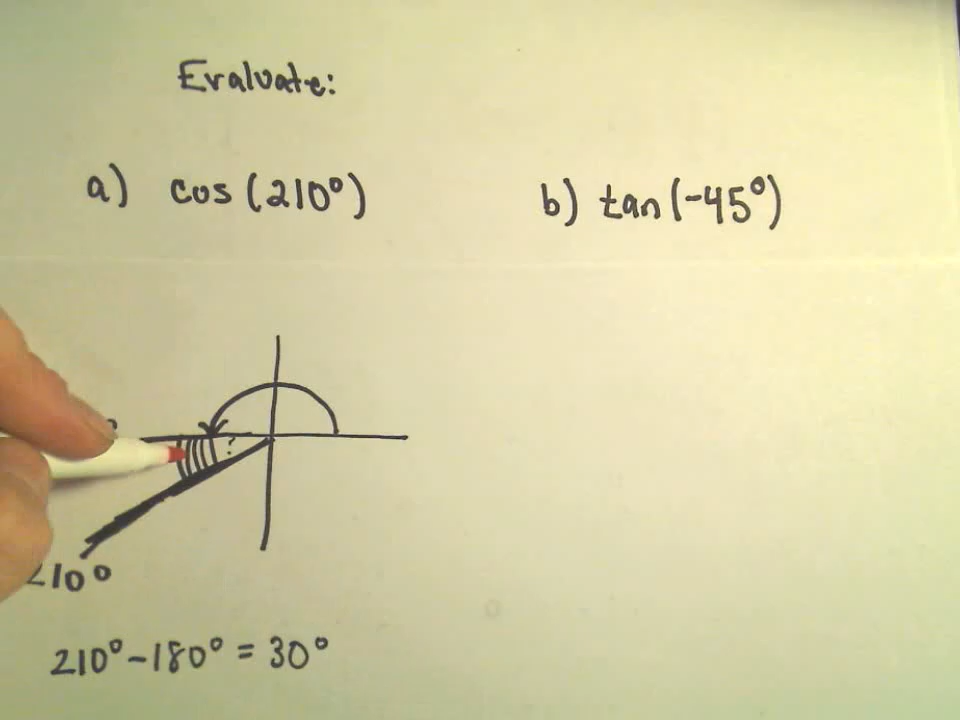 Evaluate:
a) cos(210°)
b) tan(-45°)
?
210°
210° - 180° = 30°